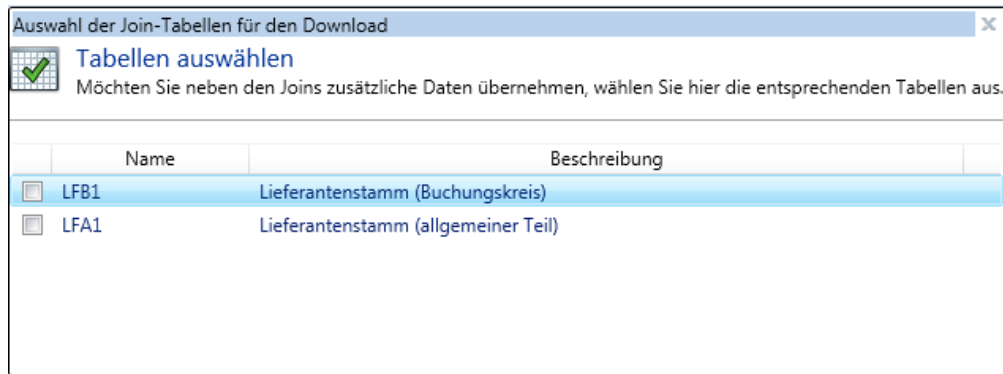 Auswahl der Join-Tabellen für den Download
Tabellen auswählen
Möchten Sie neben den Joins zusätzliche Daten übernehmen, wählen Sie hier die entsprechenden Tabellen aus.
Name Beschreibung
LFB1 Lieferantenstamm (Buchungskreis)
LFA1 Lieferantenstamm (allgemeiner Teil)